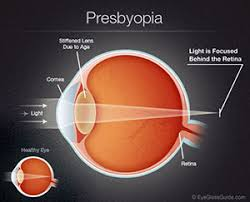 Presbyopia
Stiffened Lens
Due to Age
Light is Focused
Behind the Retina
Cornea
Light
Healthy Eye
Retina
© EyeGlassGuide.com